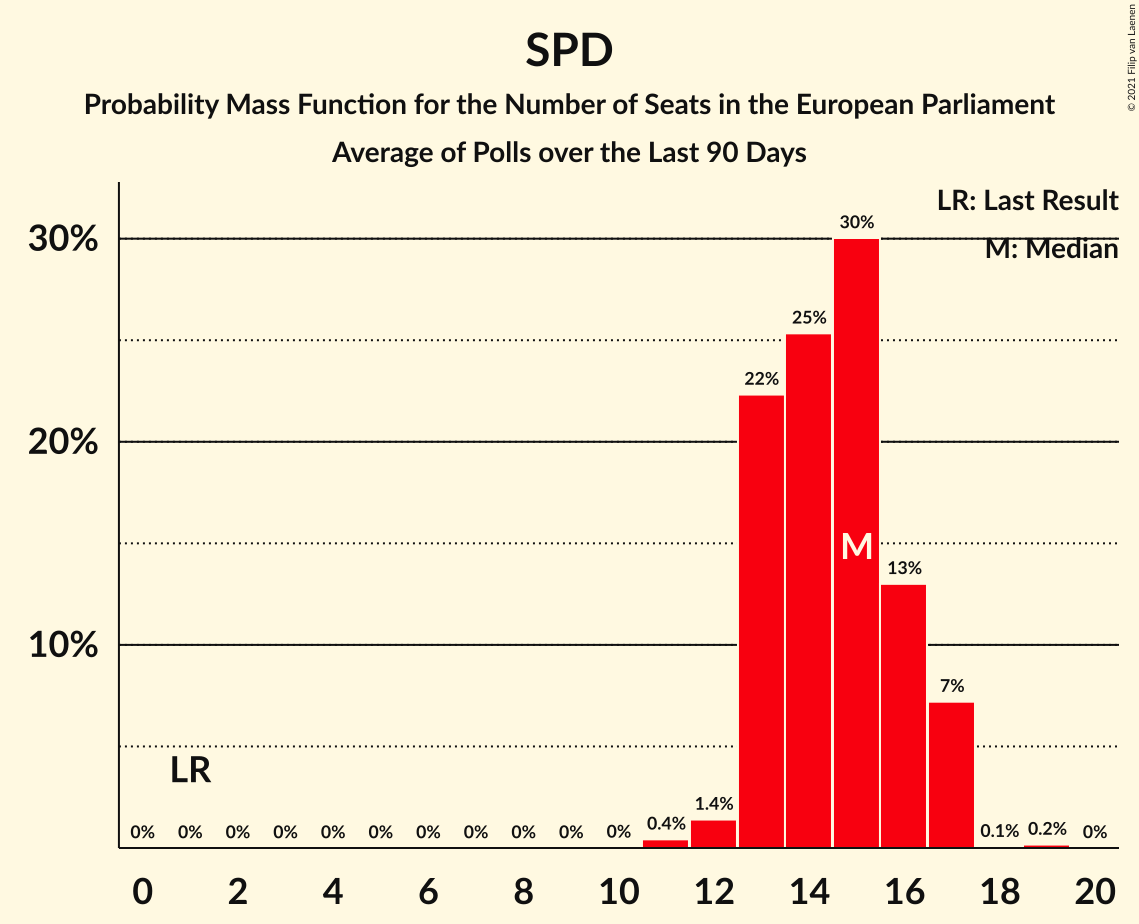 SPD
Probability Mass Function for the Number of Seats in the European Parliament
Average of Polls over the Last 90 Days
© 2021 Filip van Laenen
LR: Last Result
M: Median
30%
20%
10%
30%
25%
22%
M
13%
7%
LR
0% 0% 0% 0% 0% 0% 0% 0% 0% 0% 0% 0.4% 1.4% 0.1% 0.2% 0%
0 2 4 6 8 10 12 14 16 18 20